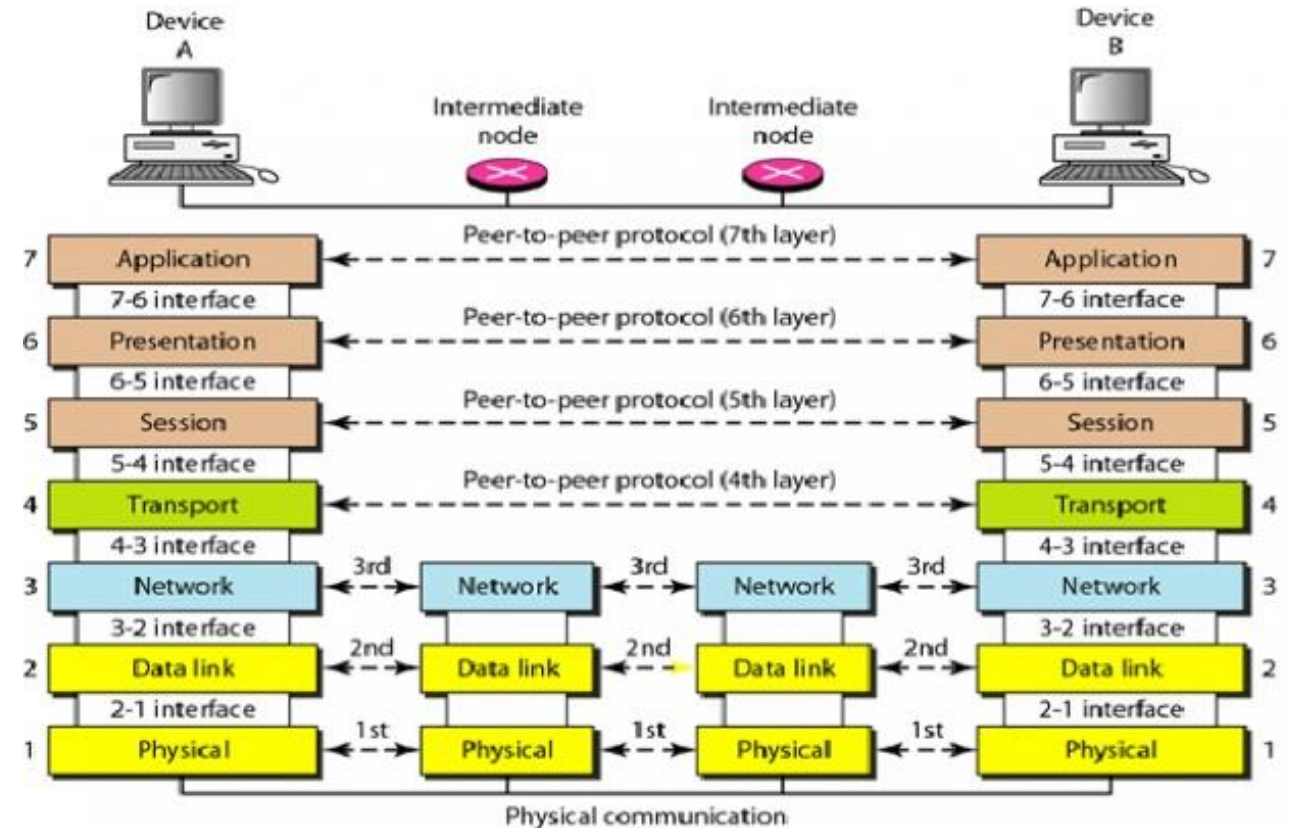 Device
A
Device
B
Intermediate
node
Intermediate
node
Peer-to-peer protocol (7th layer)
7 Application Application 7
7-6 interface 7-6 interface
Peer-to-peer protocol (6th layer)
6 Presentation Presentation 6
6-5 interface 6-5 interface
Peer-to-peer protocol (5th layer)
5 Session Session 5
5-4 interface 5-4 interface
Peer-to-peer protocol (4th layer)
4 Transport Transport 4
4-3 interface 4-3 interface
3rd 3rd 3rd
3 Network Network Network Network 3
3-2 interface 3-2 interface
2nd 2nd 2nd
2 Data link Data link Data link Data link 2
2-1 interface 2-1 interface
1st 1st 1st
1 Physical Physical Physical Physical 1
Physical communication